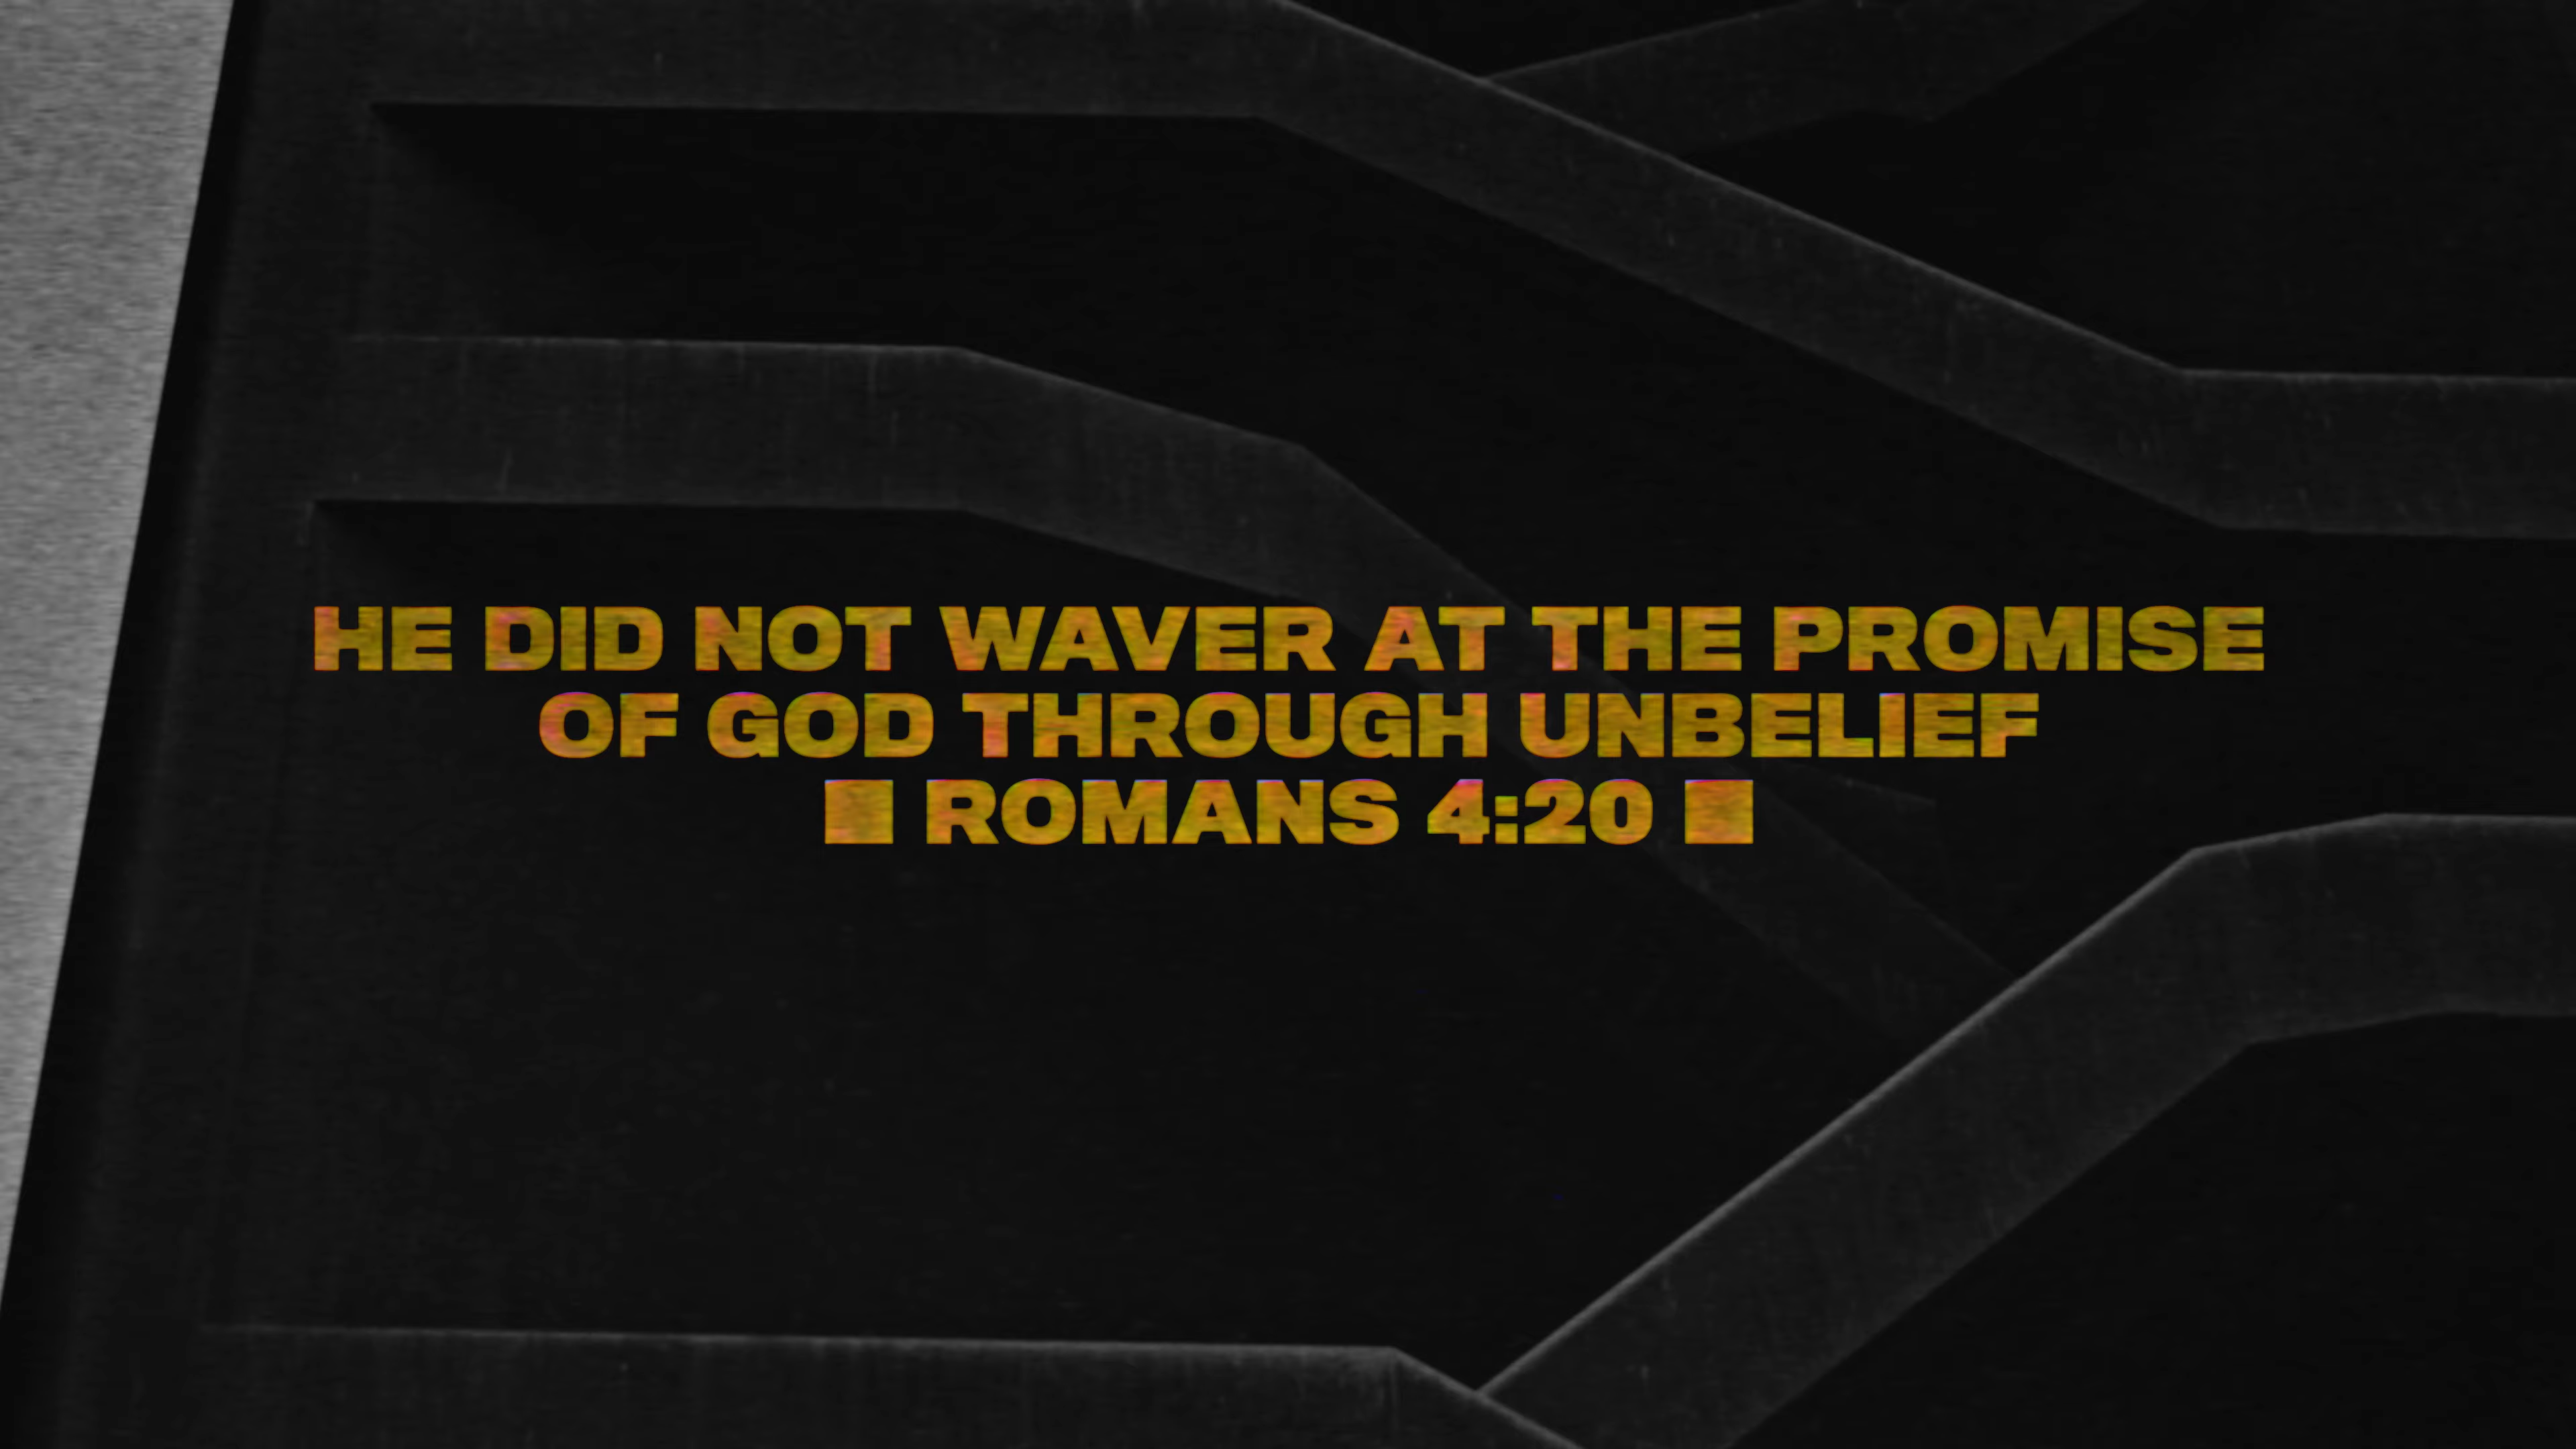 HE DID NOT WAVER AT THE PROMISE
OF GOD THROUGH UNBELIEF
■ ROMANS 4:20 ■